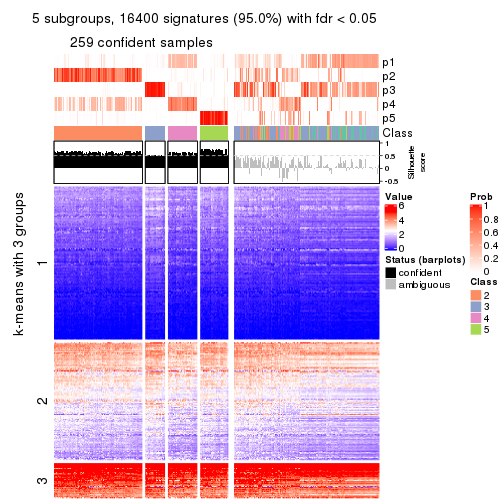 5 subgroups, 16400 signatures (95.0%) with fdr < 0.05
259 confident samples
p1
p2
p3
p4
p5
Class
1
0.5
0
-0.5
Silhouette
score
k-means with 3 groups
1
2
3
Value
6
4
2
0
Status (barplots)
confident
ambiguous
Prob
1
0.8
0.6
0.4
0.2
0
Class
2
3
4
5